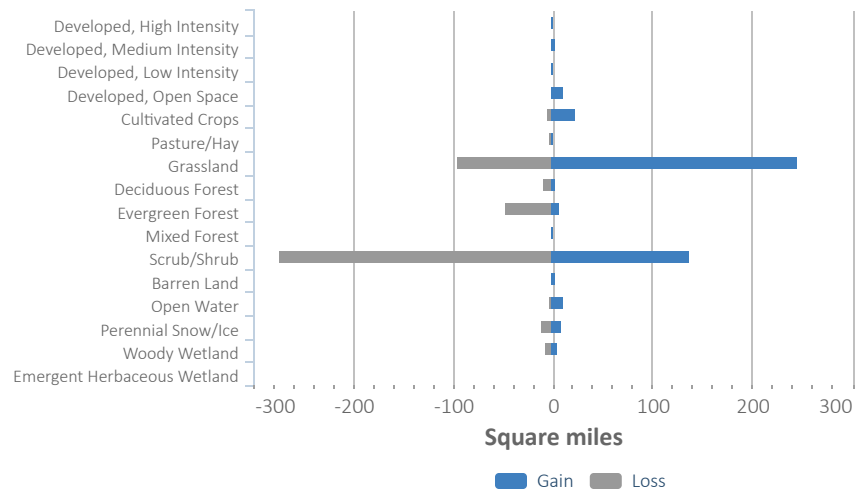 Developed, High Intensity
Developed, Medium Intensity
Developed, Low Intensity
Developed, Open Space
Cultivated Crops
Pasture/Hay
Grassland
Deciduous Forest
Evergreen Forest
Mixed Forest
Scrub/Shrub
Barren Land
Open Water
Perennial Snow/Ice
Woody Wetland
Emergent Herbaceous Wetland
-300 -200 -100 0 100 200 300
Square miles
Gain Loss